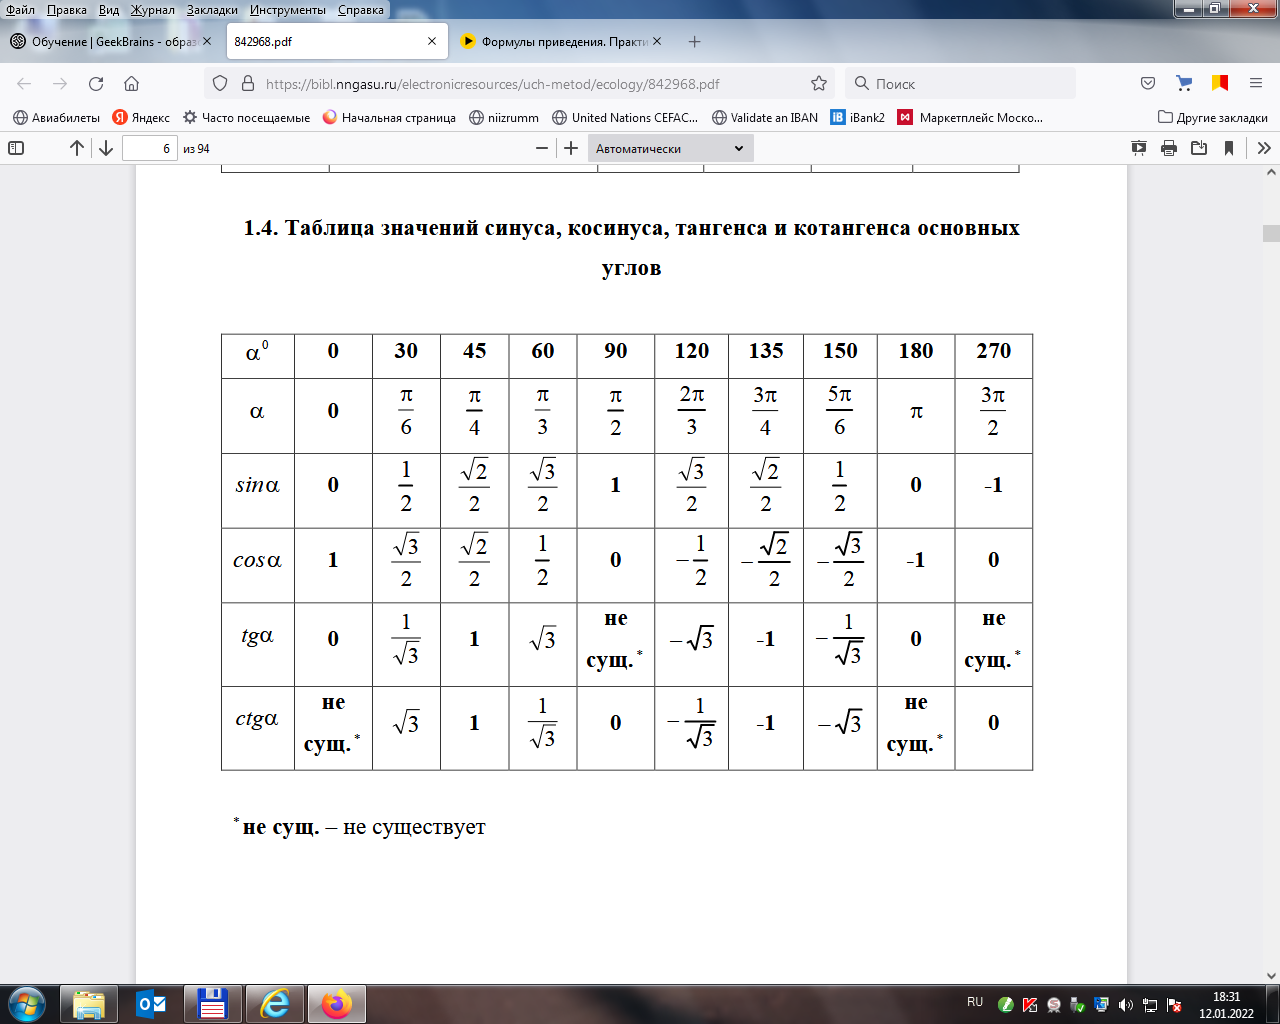 Файл Правка Вид Журнал Закладки Инструменты Справка
Обучение | GeekBrains - образ
842968.pdf
Формулы приведения. Практи
https://bibl.nngasu.ru/electronicresources/uch-metod/ecology/842968.pdf
Поиск
Авиабилеты Яндекс Часто посещаемые Начальная страница niizrumm United Nations CEFAC... Validate an IBAN iBank2 Маркетплейс Моско... Другие закладки
6 из 94 Автоматически
1.4. Таблица значений синуса, косинуса, тангенса и котангенса основных
углов
α⁰ 0 30 45 60 90 120 135 150 180 270
α 0 π/6 π/4 π/3 π/2 2π/3 3π/4 5π/6 π 3π/2
sinα 0 1/2 √2/2 √3/2 1 √3/2 √2/2 1/2 0 -1
cosα 1 √3/2 √2/2 1/2 0 −1/2 −√2/2 −√3/2 -1 0
tgα 0 1/√3 1 √3 не сущ.* −√3 -1 −1/√3 0 не сущ.*
ctgα не сущ.* √3 1 1/√3 0 −1/√3 -1 −√3 не сущ.* 0
*не сущ. – не существует
RU
18:31
12.01.2022